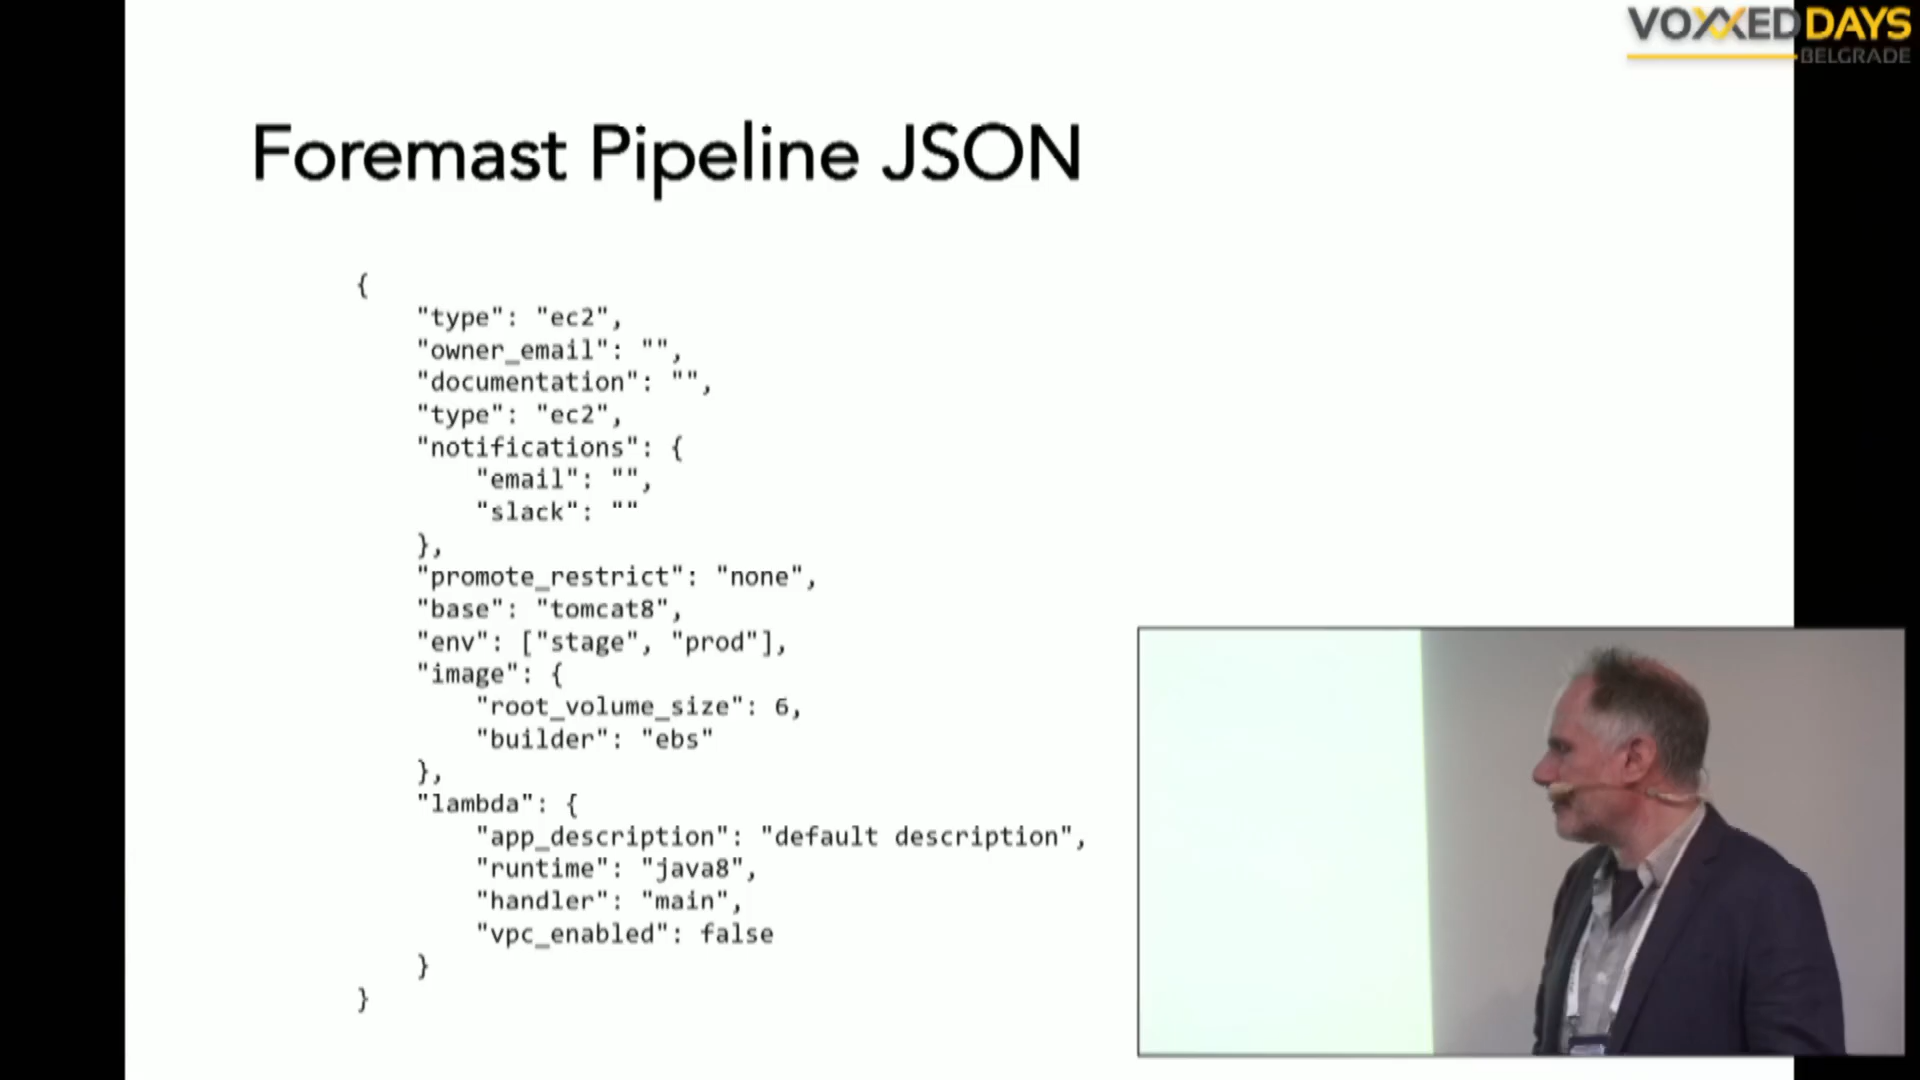 VOXXED DAYS
BELGRADE
Foremast Pipeline JSON
{
    "type": "ec2",
    "owner_email": "",
    "documentation": "",
    "type": "ec2",
    "notifications": {
        "email": "",
        "slack": ""
    },
    "promote_restrict": "none",
    "base": "tomcat8",
    "env": ["stage", "prod"],
    "image": {
        "root_volume_size": 6,
        "builder": "ebs"
    },
    "lambda": {
        "app_description": "default description",
        "runtime": "java8",
        "handler": "main",
        "vpc_enabled": false
    }
}